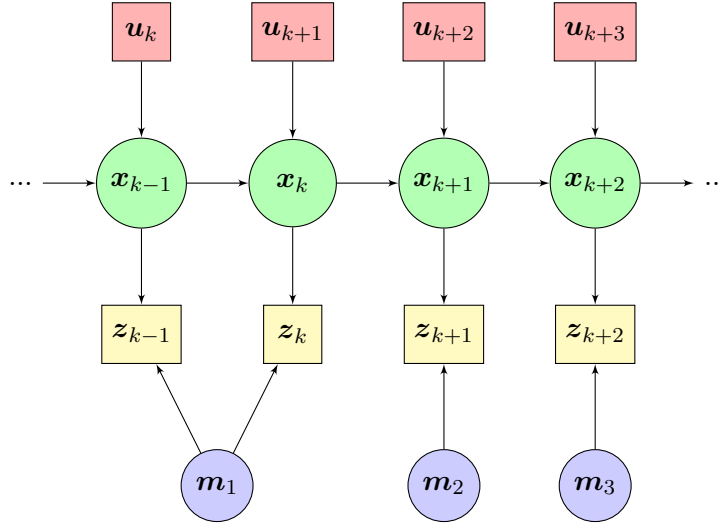 u_k u_{k+1} u_{k+2} u_{k+3}
... x_{k−1} x_k x_{k+1} x_{k+2} ..
z_{k−1} z_k z_{k+1} z_{k+2}
m_1 m_2 m_3